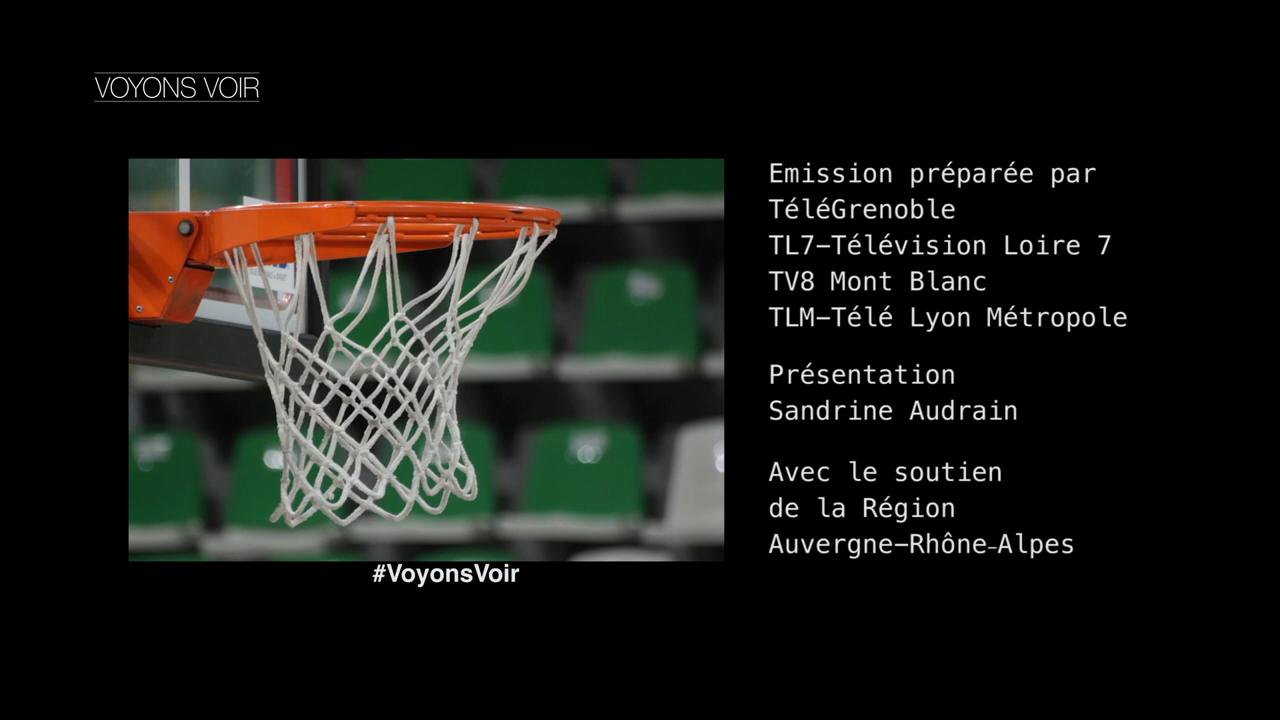 VOYONS VOIR
Emission préparée par
TéléGrenoble
TL7–Télévision Loire 7
TV8 Mont Blanc
TLM–Télé Lyon Métropole
Présentation
Sandrine Audrain
Avec le soutien
de la Région
Auvergne–Rhône-Alpes
#VoyonsVoir